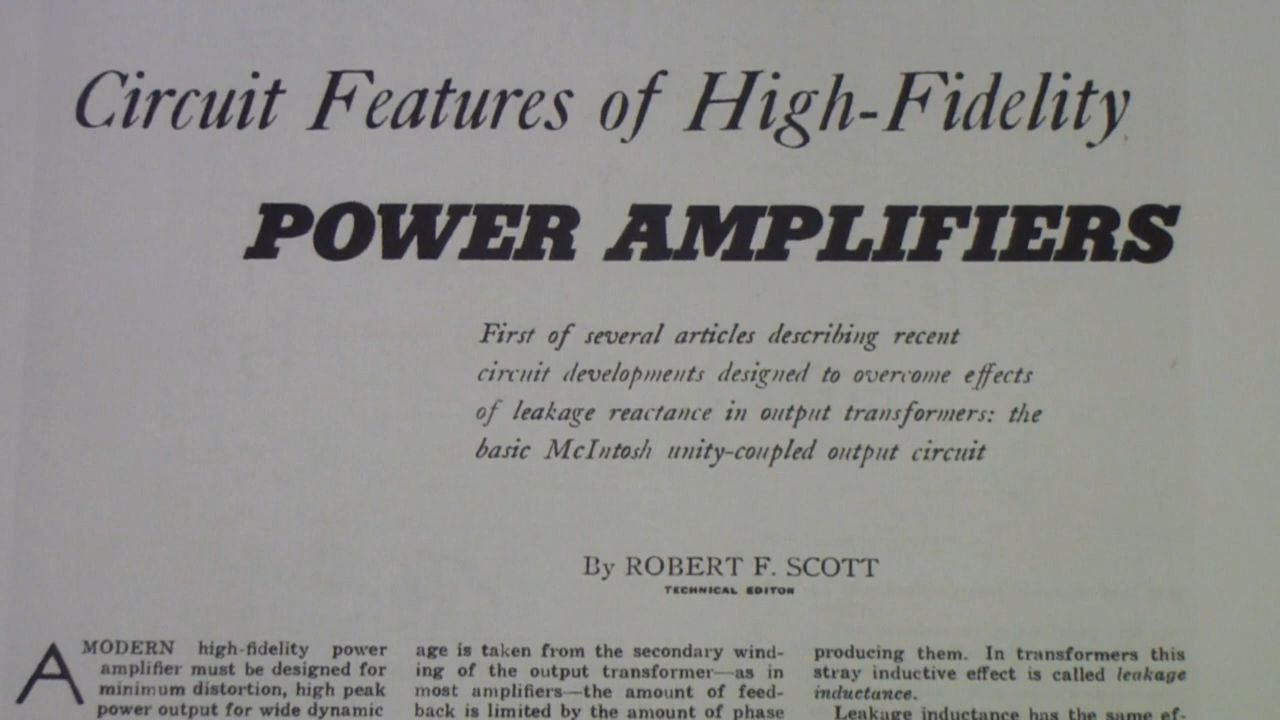 Circuit Features of High-Fidelity
POWER AMPLIFIERS
First of several articles describing recent
circuit developments designed to overcome effects
of leakage reactance in output transformers: the
basic McIntosh unity-coupled output circuit
By ROBERT F. SCOTT
TECHNICAL EDITOR
A MODERN high-fidelity power
amplifier must be designed for
minimum distortion, high peak
power output for wide dynamic
age is taken from the secondary wind-
ing of the output transformer—as in
most amplifiers—the amount of feed-
back is limited by the amount of phase
producing them. In transformers this
stray inductive effect is called leakage
inductance.
Leakage inductance has the same ef-